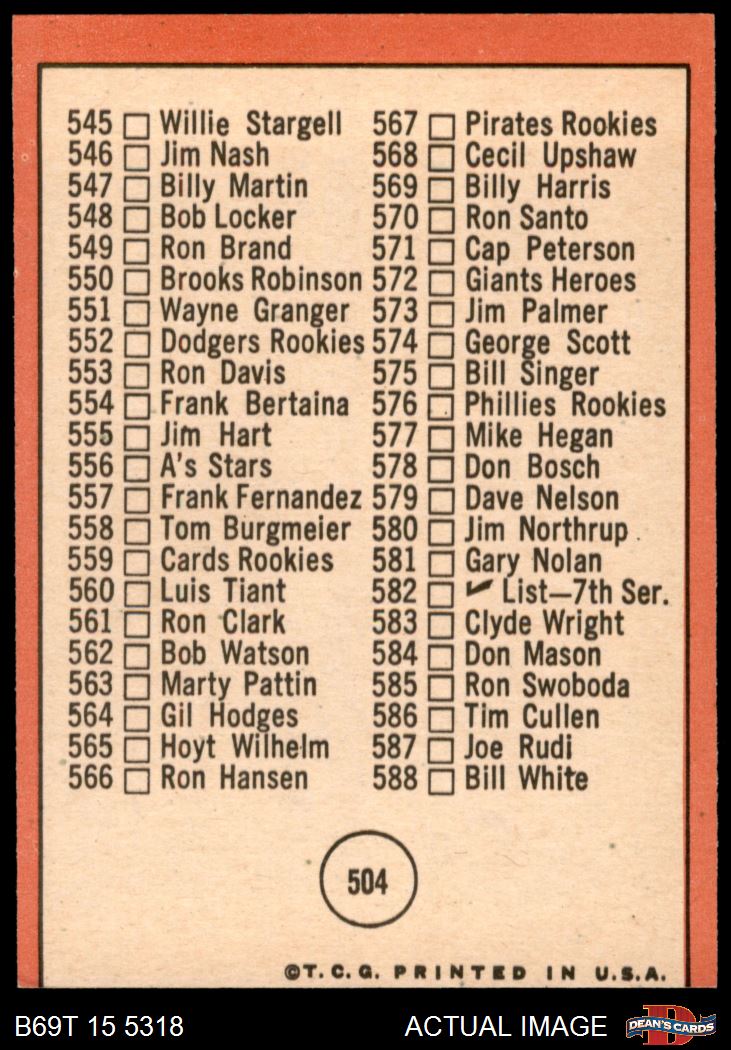 545 Willie Stargell
546 Jim Nash
547 Billy Martin
548 Bob Locker
549 Ron Brand
550 Brooks Robinson
551 Wayne Granger
552 Dodgers Rookies
553 Ron Davis
554 Frank Bertaina
555 Jim Hart
556 A's Stars
557 Frank Fernandez
558 Tom Burgmeier
559 Cards Rookies
560 Luis Tiant
561 Ron Clark
562 Bob Watson
563 Marty Pattin
564 Gil Hodges
565 Hoyt Wilhelm
566 Ron Hansen
567 Pirates Rookies
568 Cecil Upshaw
569 Billy Harris
570 Ron Santo
571 Cap Peterson
572 Giants Heroes
573 Jim Palmer
574 George Scott
575 Bill Singer
576 Phillies Rookies
577 Mike Hegan
578 Don Bosch
579 Dave Nelson
580 Jim Northrup
581 Gary Nolan
582 ✓ List—7th Ser.
583 Clyde Wright
584 Don Mason
585 Ron Swoboda
586 Tim Cullen
587 Joe Rudi
588 Bill White
504
©T.C.G. PRINTED IN U.S.A.
B69T 15 5318
ACTUAL IMAGE
DEAN'S CARDS